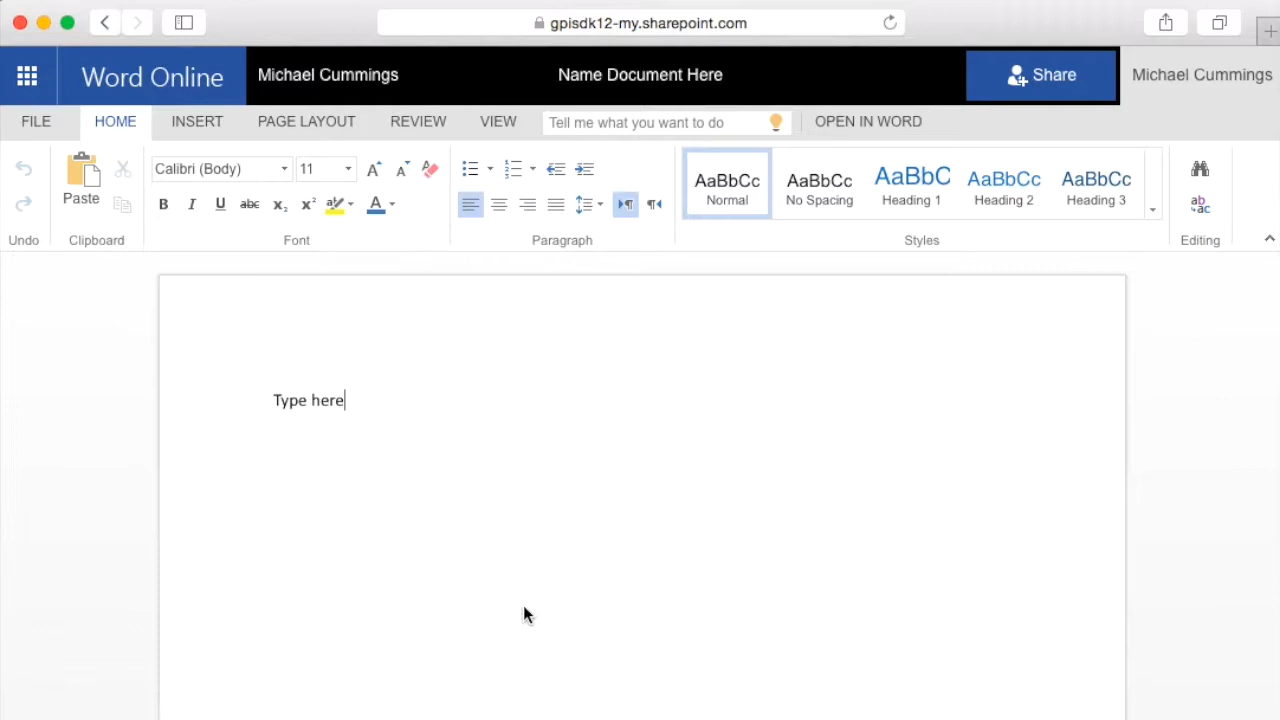 gpisdk12-my.sharepoint.com
Word Online Michael Cummings Name Document Here Share Michael Cummings
FILE HOME INSERT PAGE LAYOUT REVIEW VIEW Tell me what you want to do OPEN IN WORD
Paste Calibri (Body) 11 AaBbCc AaBbCc AaBbC AaBbCc AaBbCc
Normal No Spacing Heading 1 Heading 2 Heading 3
Undo Clipboard Font Paragraph Styles Editing
Type here